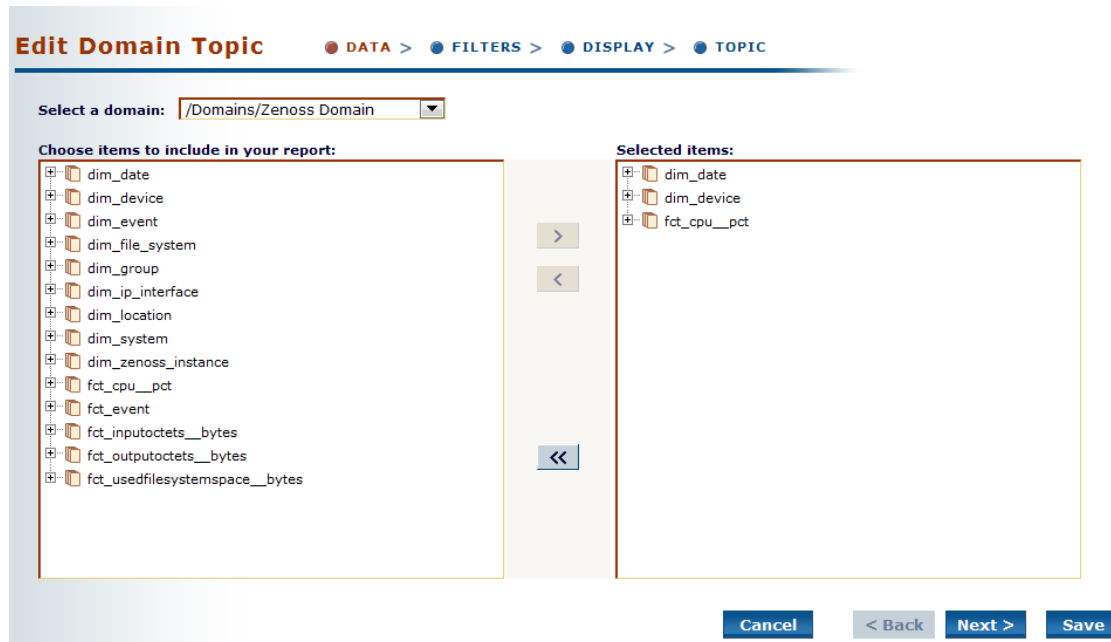 Edit Domain Topic DATA > FILTERS > DISPLAY > TOPIC
Select a domain: /Domains/Zenoss Domain
Choose items to include in your report:
dim_date
dim_device
dim_event
dim_file_system
dim_group
dim_ip_interface
dim_location
dim_system
dim_zenoss_instance
fct_cpu__pct
fct_event
fct_inputoctets__bytes
fct_outputoctets__bytes
fct_usedfilesystemspace__bytes
>
<
<<
Selected items:
dim_date
dim_device
fct_cpu__pct
Cancel < Back Next > Save